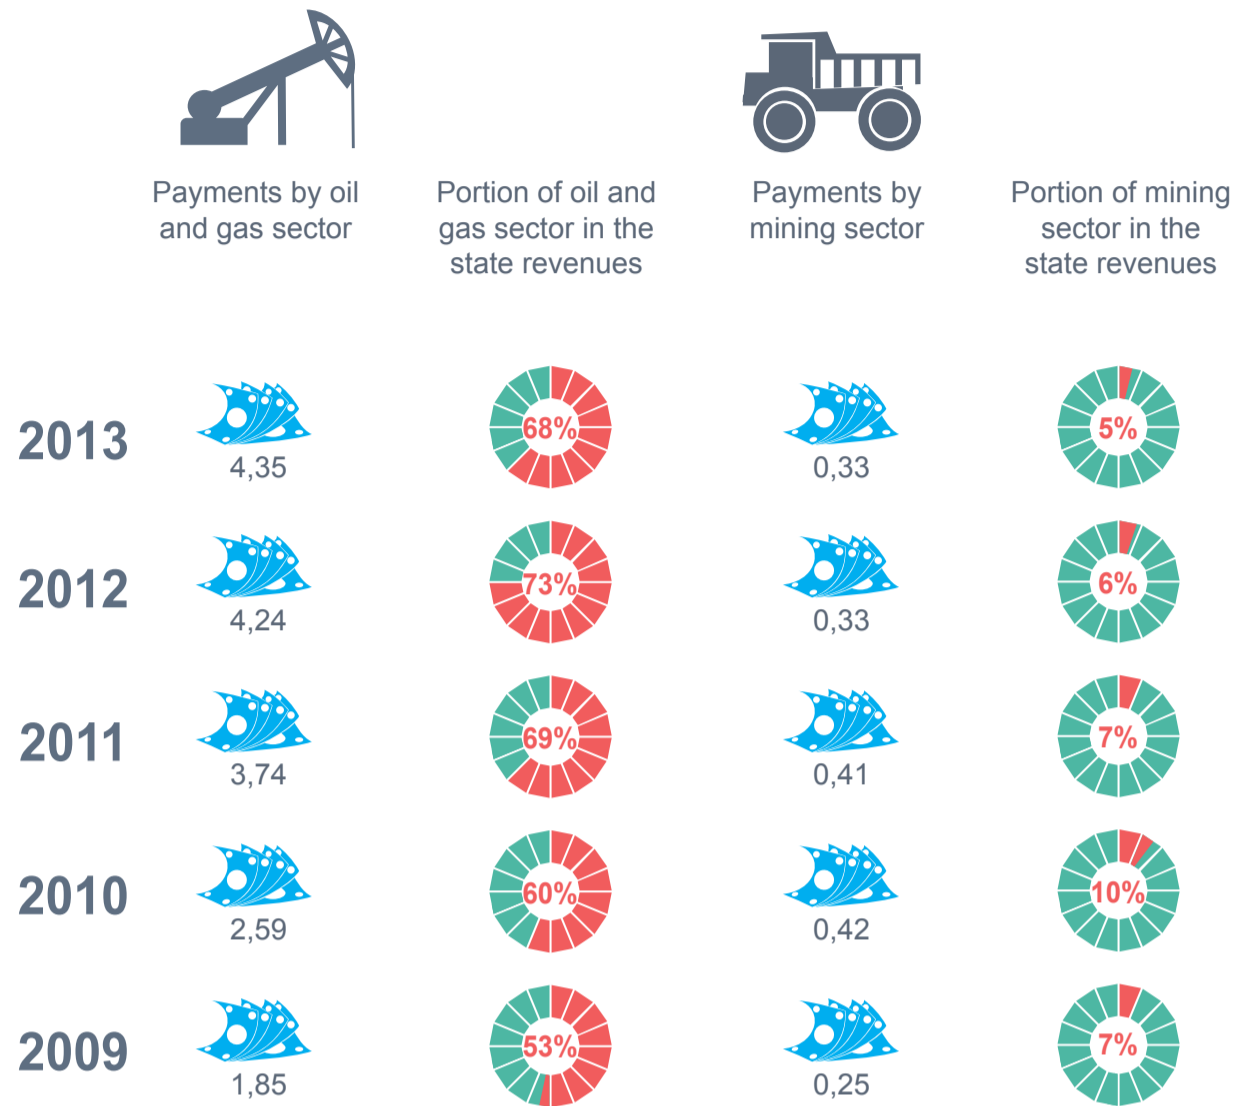 Payments by oil
and gas sector
Portion of oil and
gas sector in the
state revenues
Payments by
mining sector
Portion of mining
sector in the
state revenues
2013
4,35
68%
0,33
5%
2012
4,24
73%
0,33
6%
2011
3,74
69%
0,41
7%
2010
2,59
60%
0,42
10%
2009
1,85
53%
0,25
7%